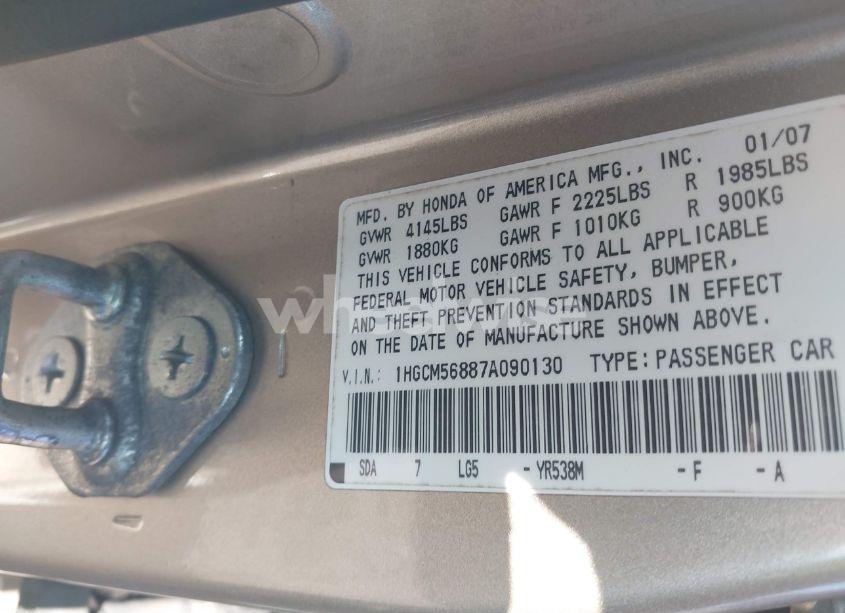 MFD. BY HONDA OF AMERICA MFG., INC. 01/07
GVWR 4145LBS GAWR F 2225LBS R 1985LBS
GVWR 1880KG GAWR F 1010KG R 900KG
THIS VEHICLE CONFORMS TO ALL APPLICABLE
FEDERAL MOTOR VEHICLE SAFETY, BUMPER,
AND THEFT PREVENTION STANDARDS IN EFFECT
ON THE DATE OF MANUFACTURE SHOWN ABOVE.
V.I.N.: 1HGCM56887A090130 TYPE: PASSENGER CAR
SDA 7 LG5 - YR538M - F - A
wheelwise